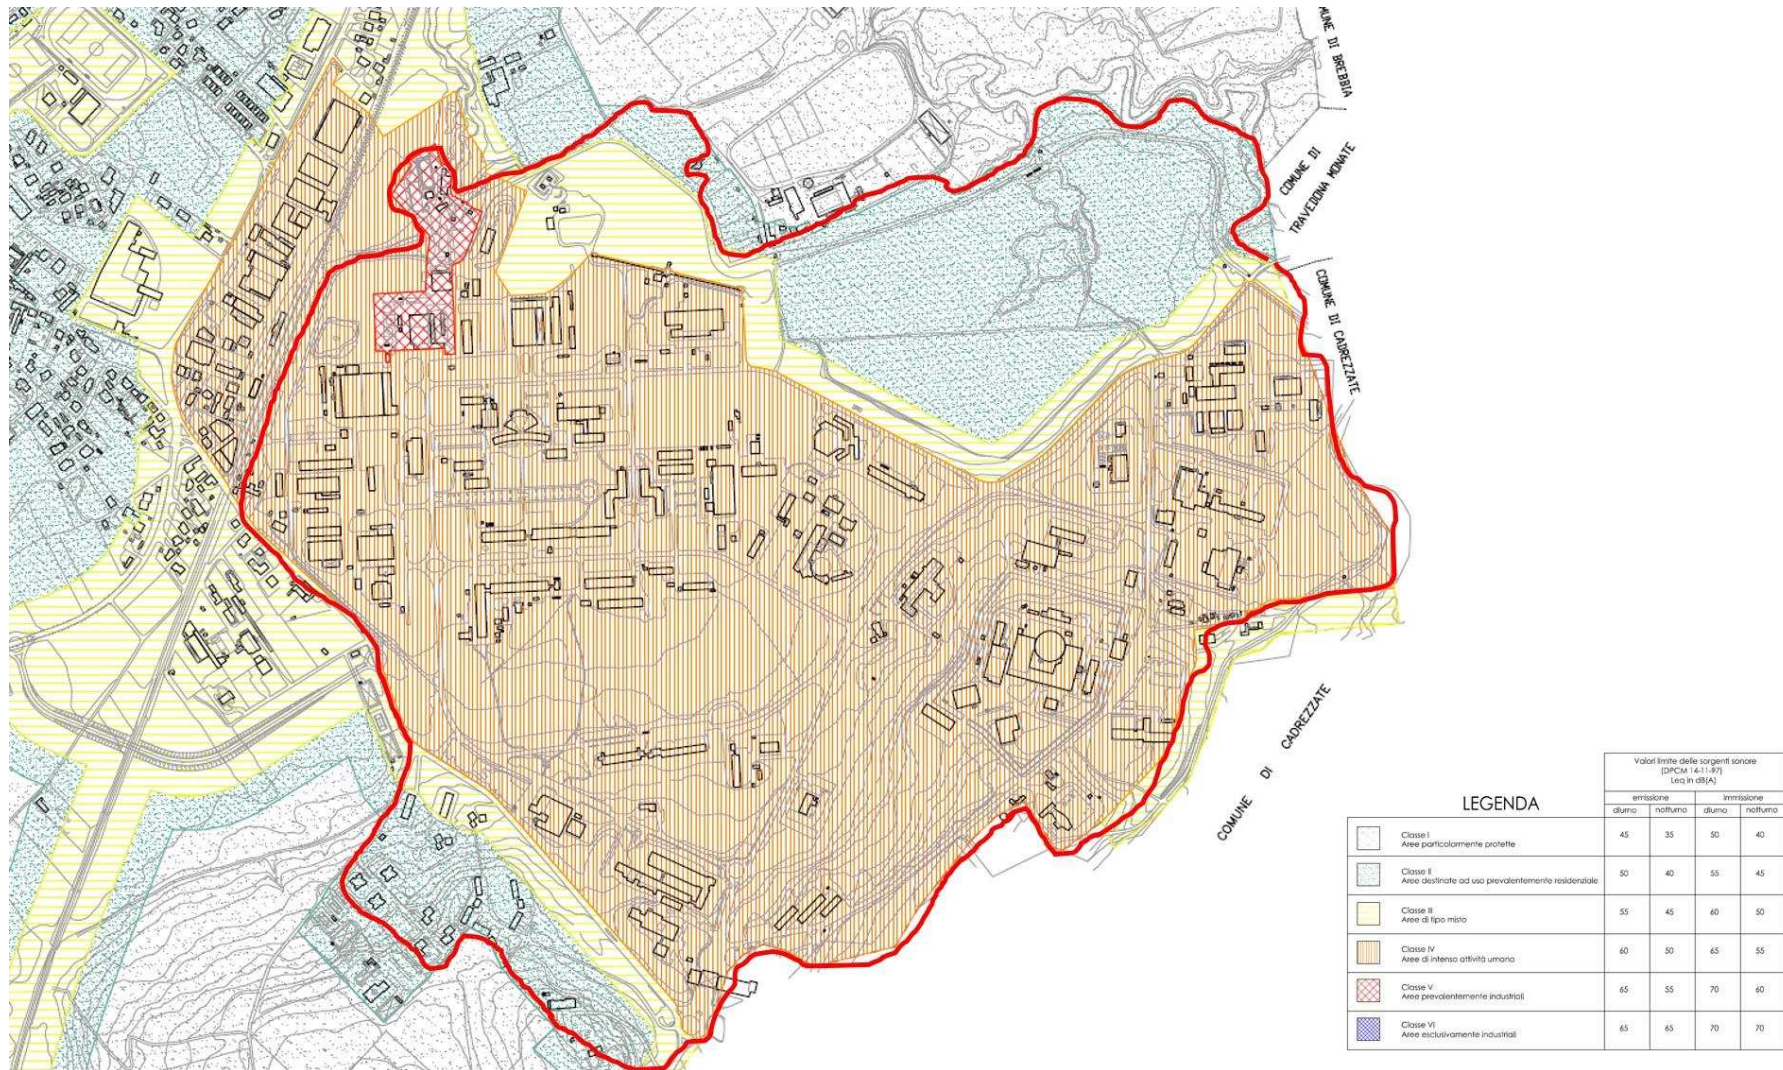 MUNE DI BREBBIA
COMUNE DI
TRAVEDONA MONATE
COMUNE DI CADREZZATE
COMUNE DI CADREZZATE
LEGENDA
Valori limite delle sorgenti sonore
(DPCM 14-11-97)
Leq in dB(A)
emissione immissione
diurno notturno diurno notturno
Classe I
Aree particolarmente protette
45 35 50 40
Classe II
Aree destinate ad uso prevalentemente residenziale
50 40 55 45
Classe III
Aree di tipo misto
55 45 60 50
Classe IV
Aree di intensa attività umana
60 50 65 55
Classe V
Aree prevalentemente industriali
65 55 70 60
Classe VI
Aree esclusivamente industriali
65 65 70 70